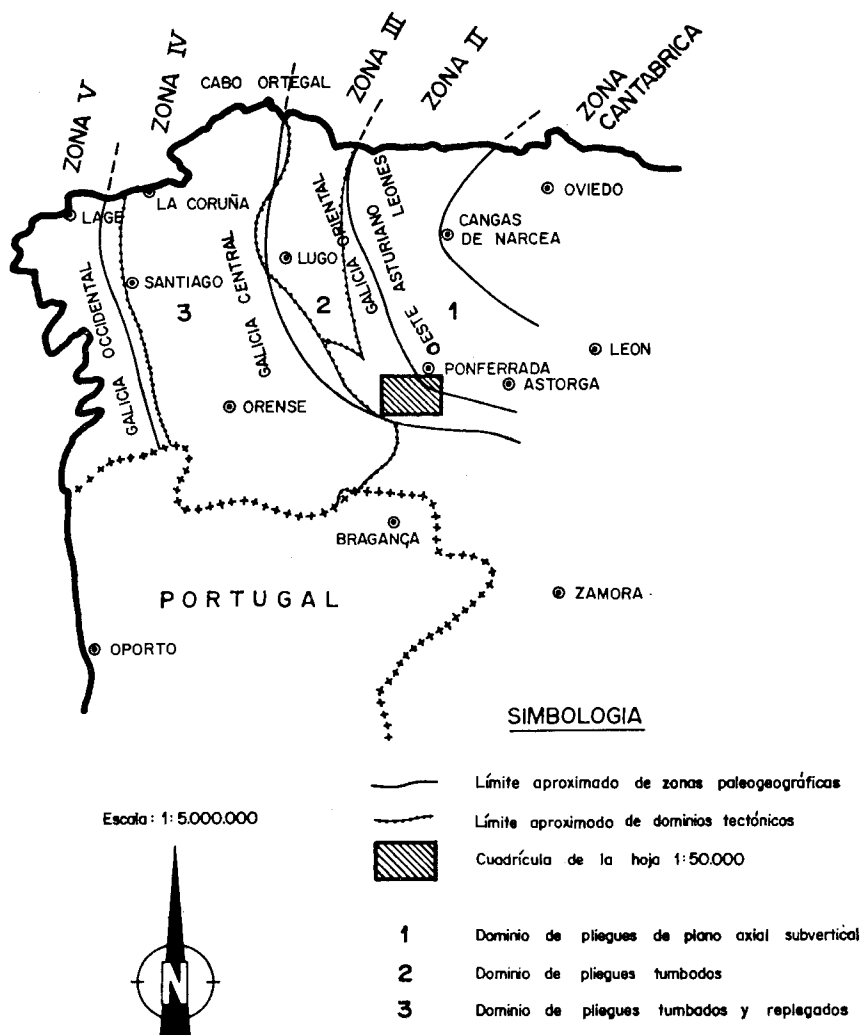 ZONA V
ZONA IV
ZONA III
ZONA II
ZONA
CANTABRICA
CABO ORTEGAL
LAGE
LA CORUÑA
OVIEDO
CANGAS
DE NARCEA
LUGO
SANTIAGO
GALICIA OCCIDENTAL
3
GALICIA CENTRAL
2
GALICIA ORIENTAL
OESTE ASTURIANO LEONES
1
LEON
PONFERRADA
ASTORGA
ORENSE
BRAGANÇA
PORTUGAL
ZAMORA
OPORTO
SIMBOLOGIA
Límite aproximado de zonas paleogeográficas
Escala: 1:5.000.000
Límite aproximado de dominios tectónicos
Cuadrícula de la hoja 1:50.000
N
1 Dominio de pliegues de plano axial subvertical
2 Dominio de pliegues tumbados
3 Dominio de pliegues tumbados y replegados